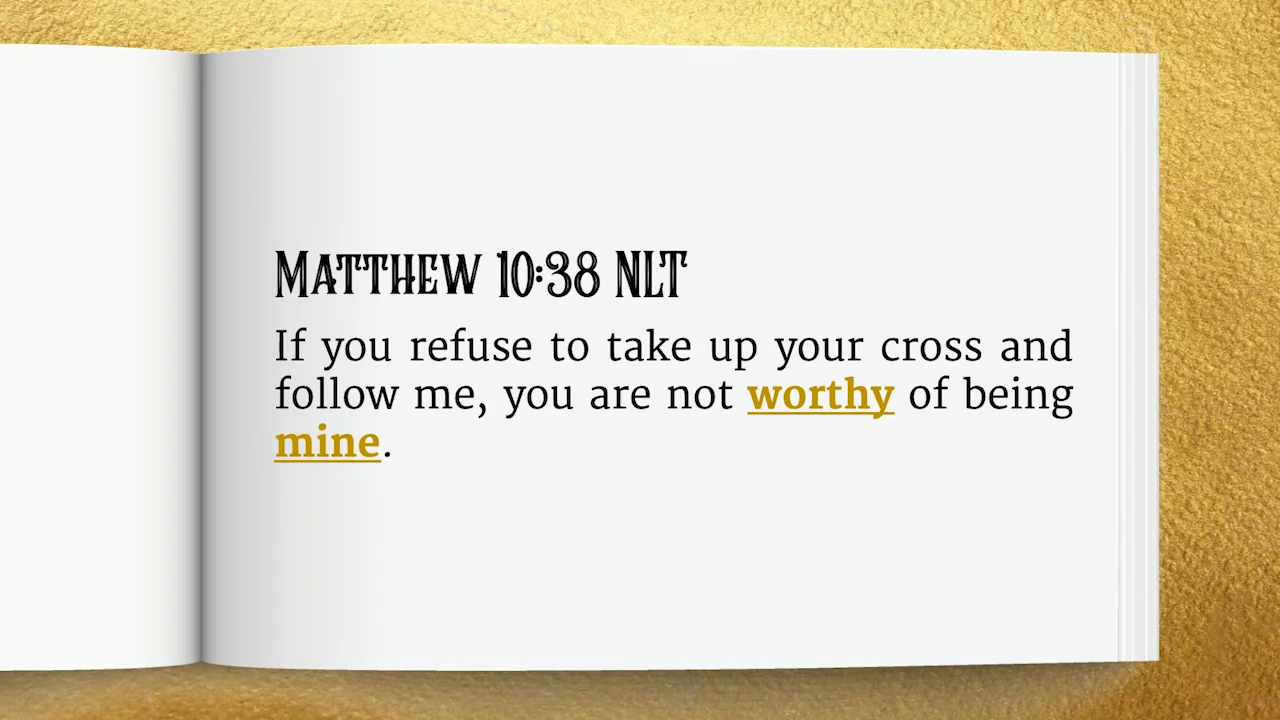 MATTHEW 10:38 NLT
If you refuse to take up your cross and
follow me, you are not worthy of being
mine.